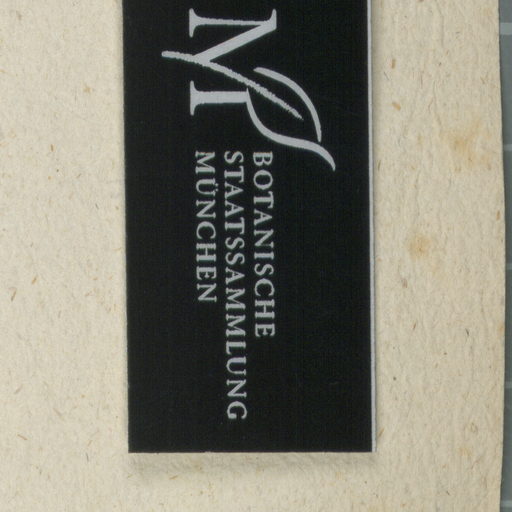 M
BOTANISCHE
STAATSSAMMLUNG
MÜNCHEN